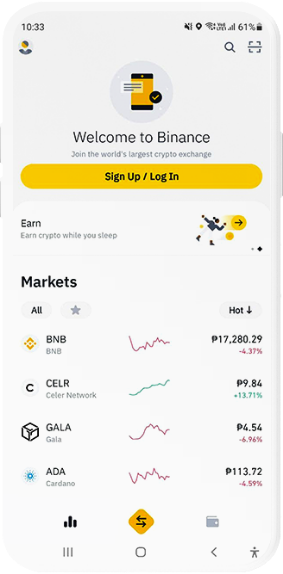 10:33 61%
Welcome to Binance
Join the world's largest crypto exchange
Sign Up / Log In
Earn
Earn crypto while you sleep
Markets
All Hot ↓
BNB ₱17,280.29
BNB -4.37%
CELR ₱9.84
Celer Network +13.71%
GALA ₱4.54
Gala -6.96%
ADA ₱113.72
Cardano -4.59%